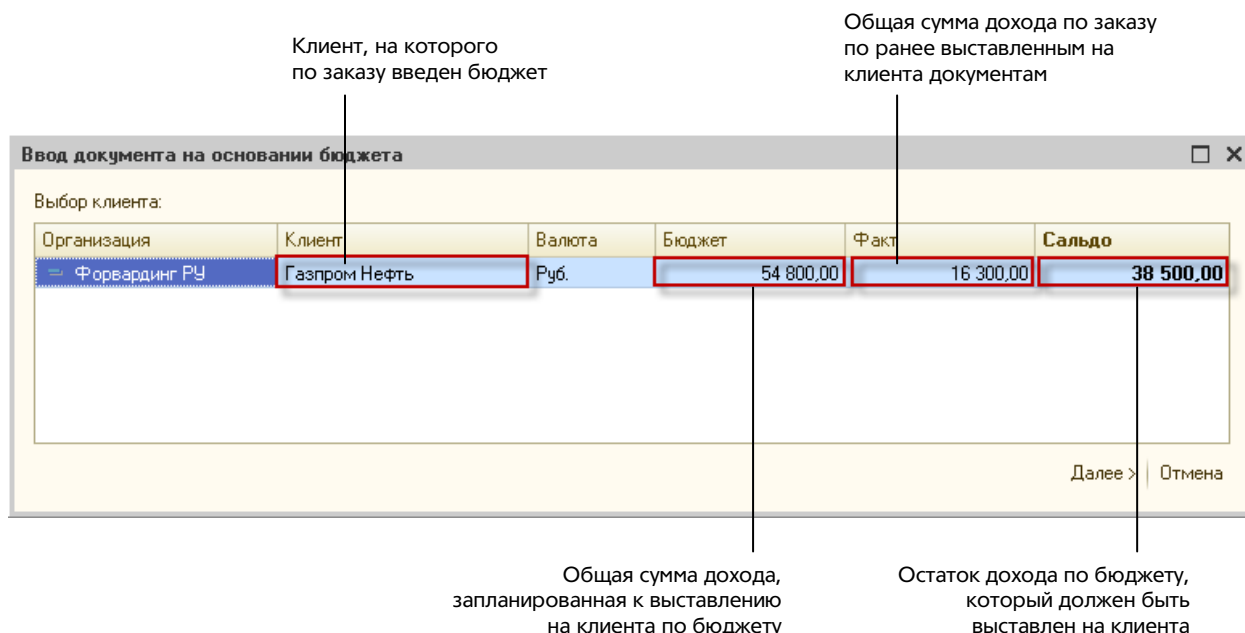 Общая сумма дохода по заказу
по ранее выставленным на
клиента документам
Клиент, на которого
по заказу введен бюджет
Ввод документа на основании бюджета
Выбор клиента:
Организация Клиент Валюта Бюджет Факт Сальдо
Форвардинг РУ Газпром Нефть Руб. 54 800,00 16 300,00 38 500,00
Далее > Отмена
Общая сумма дохода,
запланированная к выставлению
на клиента по бюджету
Остаток дохода по бюджету,
который должен быть
выставлен на клиента